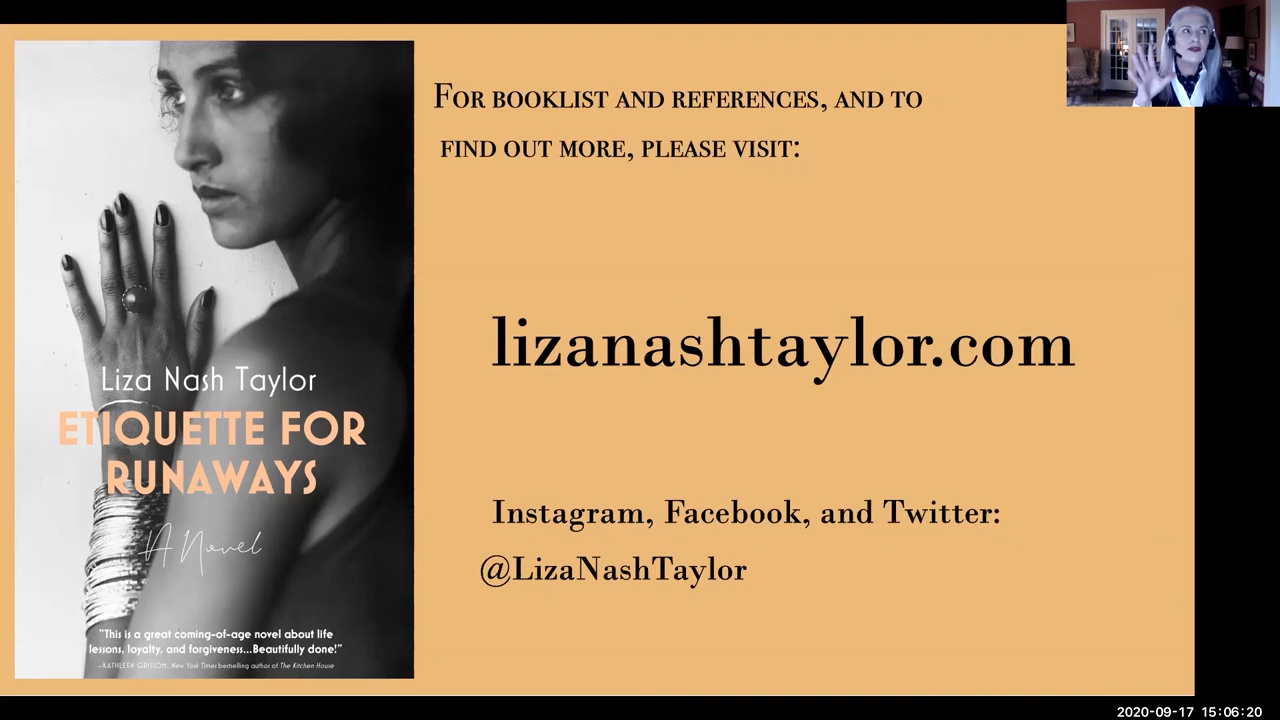 For booklist and references, and to
find out more, please visit:
lizanashtaylor.com
Instagram, Facebook, and Twitter:
@LizaNashTaylor
Liza Nash Taylor
ETIQUETTE FOR
RUNAWAYS
A Novel
"This is a great coming-of-age novel about life
lessons, loyalty, and forgiveness...Beautifully done!"
–KATHLEEN GRISSOM, New York Times bestselling author of The Kitchen House
2020-09-17 15:06:20